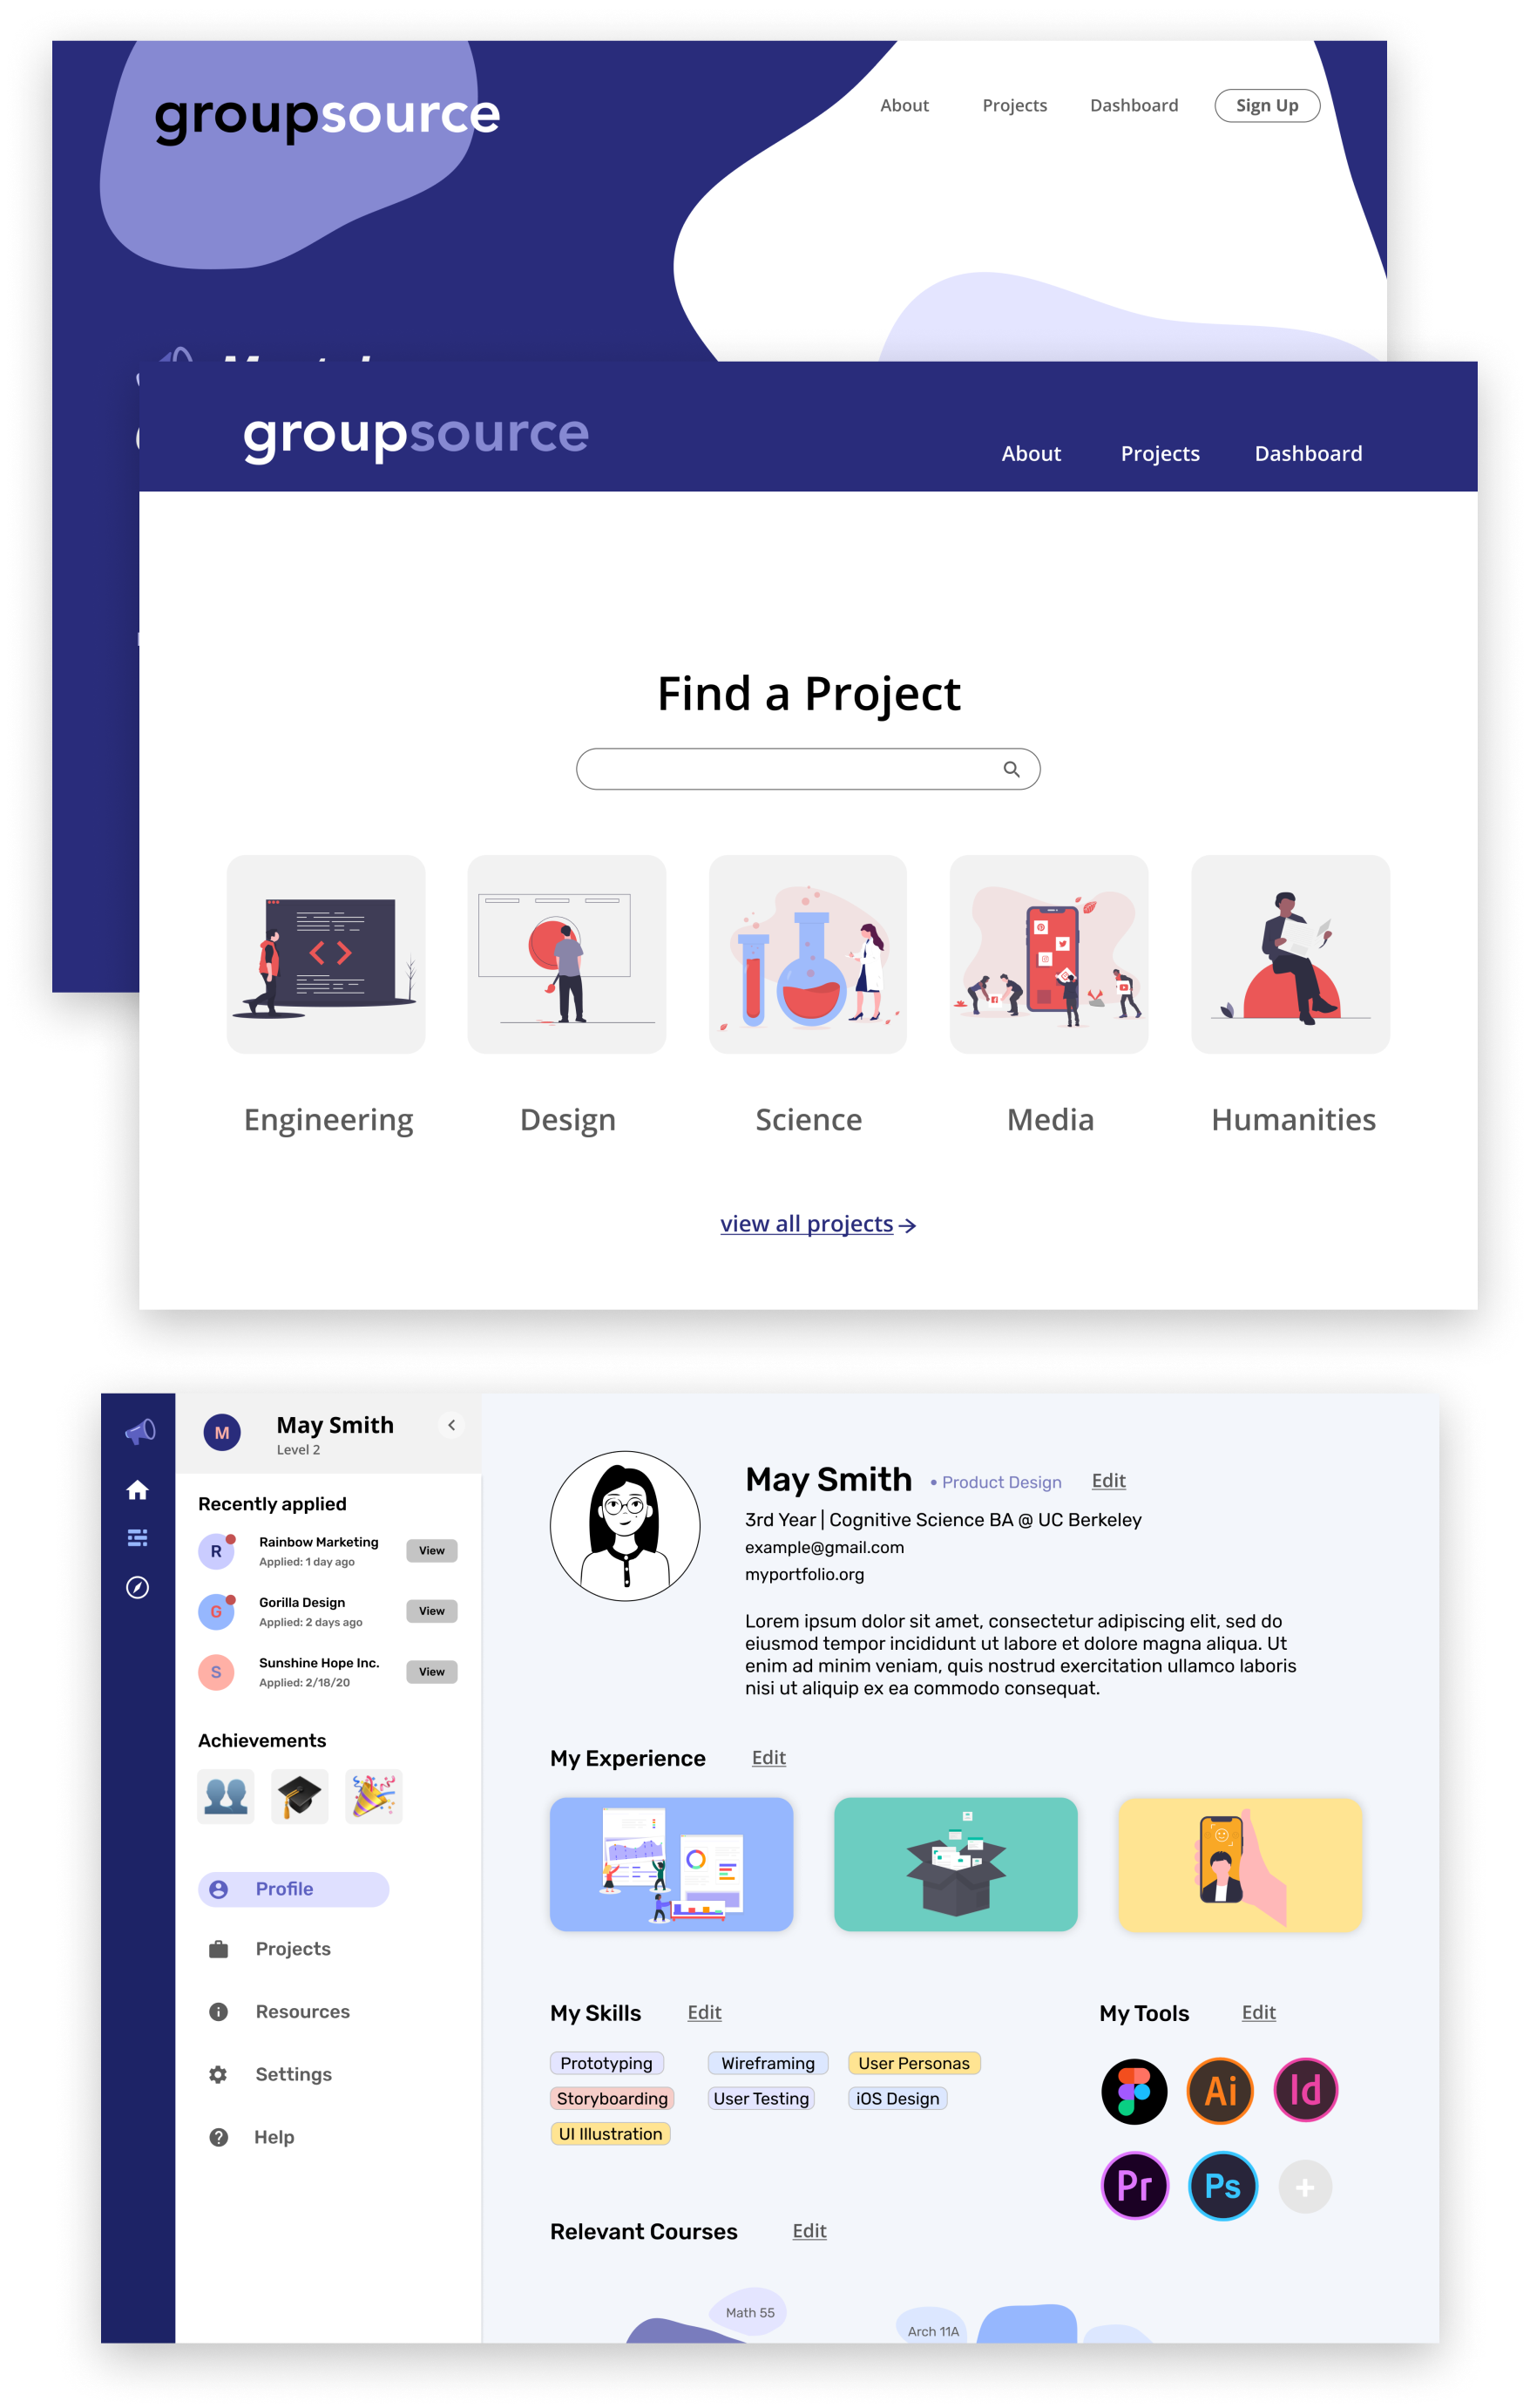 groupsource
About Projects Dashboard Sign Up
groupsource
About Projects Dashboard
Find a Project
Engineering Design Science Media Humanities
view all projects →
M
May Smith
Level 2
Recently applied
R
Rainbow Marketing
Applied: 1 day ago
View
G
Gorilla Design
Applied: 2 days ago
View
S
Sunshine Hope Inc.
Applied: 2/18/20
View
Achievements
Profile
Projects
Resources
Settings
Help
May Smith • Product Design Edit
3rd Year | Cognitive Science BA @ UC Berkeley
example@gmail.com
myportfolio.org
Lorem ipsum dolor sit amet, consectetur adipiscing elit, sed do
eiusmod tempor incididunt ut labore et dolore magna aliqua. Ut
enim ad minim veniam, quis nostrud exercitation ullamco laboris
nisi ut aliquip ex ea commodo consequat.
My Experience Edit
My Skills Edit
Prototyping Wireframing User Personas
Storyboarding User Testing iOS Design
UI Illustration
My Tools Edit
Ai Id
Pr Ps +
Relevant Courses Edit
Math 55
Arch 11A